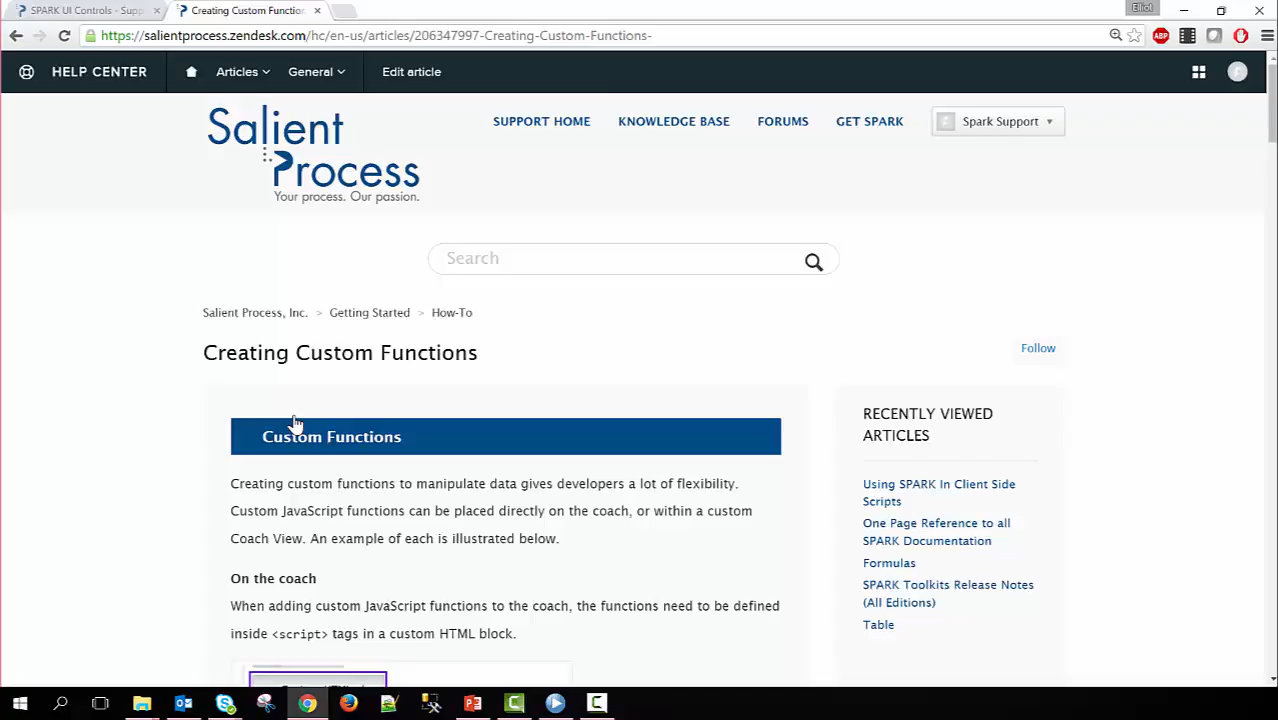 SPARK UI Controls - Supp
Creating Custom Functio
Elliot
https://salientprocess.zendesk.com/hc/en-us/articles/206347997-Creating-Custom-Functions-
ABP
HELP CENTER
Articles
General
Edit article
Salient
Process
Your process. Our passion.
SUPPORT HOME
KNOWLEDGE BASE
FORUMS
GET SPARK
Spark Support
Search
Salient Process, Inc. > Getting Started > How-To
Creating Custom Functions
Follow
Custom Functions
Creating custom functions to manipulate data gives developers a lot of flexibility.
Custom JavaScript functions can be placed directly on the coach, or within a custom
Coach View. An example of each is illustrated below.
On the coach
When adding custom JavaScript functions to the coach, the functions need to be defined
inside <script> tags in a custom HTML block.
RECENTLY VIEWED
ARTICLES
Using SPARK In Client Side
Scripts
One Page Reference to all
SPARK Documentation
Formulas
SPARK Toolkits Release Notes
(All Editions)
Table